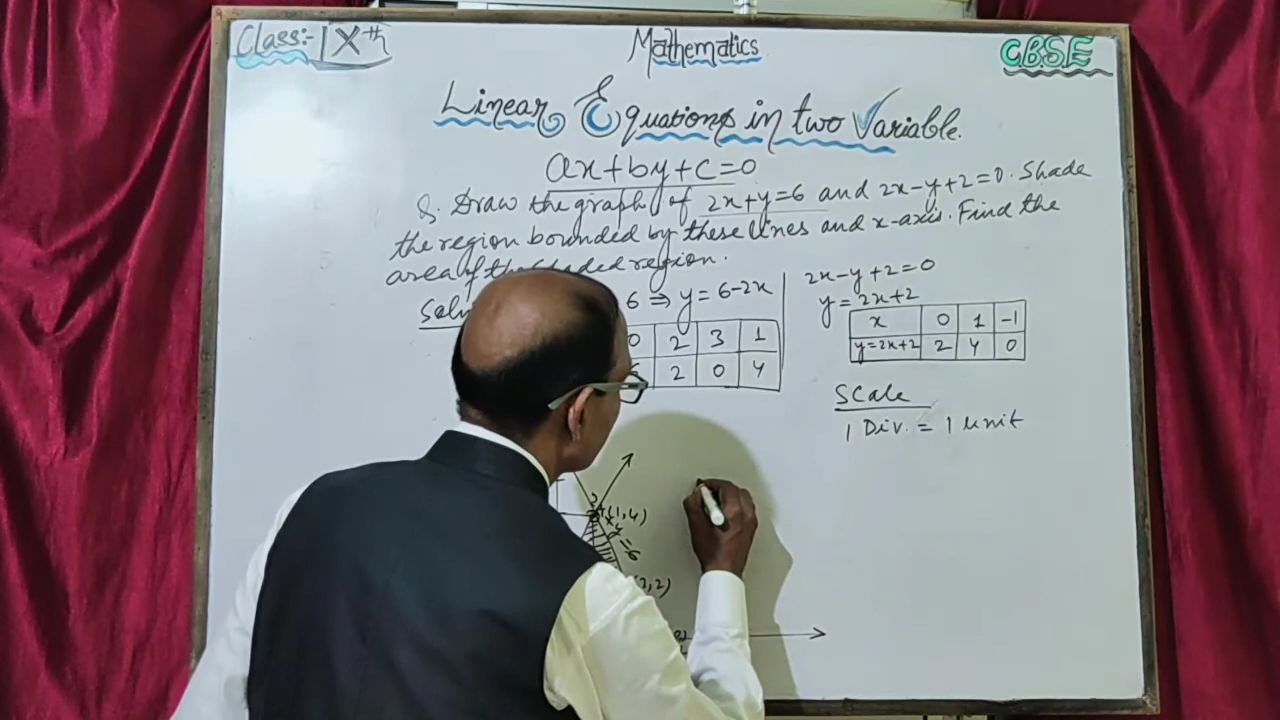 Class:- IXth
Mathematics
CBSE
Linear Equations in two Variable.
ax+by+c=0
Q. Draw the graph of 2x+y=6 and 2x-y+2=0. Shade
the region bounded by these lines and x-axis. Find the
area of the shaded region.
Soln
6 ⇒ y = 6-2x
0 2 3 1
6 2 0 4
2x-y+2=0
y=2x+2
x 0 1 -1
y=2x+2 2 4 0
Scale
1 Div. = 1 unit
(1,4)
=6
2)